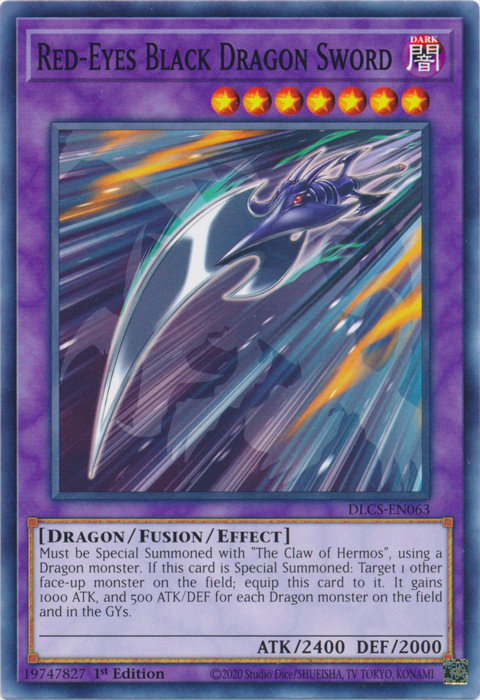 RED-EYES BLACK DRAGON SWORD
DARK
闇
DLCS-EN063
[DRAGON/FUSION/EFFECT]
Must be Special Summoned with "The Claw of Hermos", using a
Dragon monster. If this card is Special Summoned: Target 1 other
face-up monster on the field; equip this card to it. It gains
1000 ATK, and 500 ATK/DEF for each Dragon monster on the field
and in the GYs.
ATK/2400 DEF/2000
19747827 1st Edition ©2020 Studio Dice/SHUEISHA, TV TOKYO, KONAMI